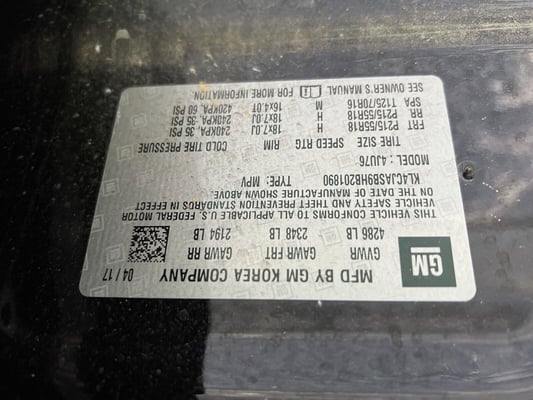 GM
MFD BY GM KOREA COMPANY 04 / 17
GVWR GAWR FRT GAWR RR
4286 LB 2348 LB 2194 LB
THIS VEHICLE CONFORMS TO ALL APPLICABLE U.S. FEDERAL MOTOR
VEHICLE SAFETY AND THEFT PREVENTION STANDARDS IN EFFECT
ON THE DATE OF MANUFACTURE SHOWN ABOVE.
KL4CJASB9HB201890 TYPE: MPV
MODEL: 4JU76
TIRE SIZE SPEED RTG RIM COLD TIRE PRESSURE
FRT P215/55R18 H 18x7.0J 240KPA, 35 PSI
RR P215/55R18 H 18x7.0J 240KPA, 35 PSI
SPA T125/70R16 M 16x4.0T 420KPA, 60 PSI
SEE OWNER'S MANUAL FOR MORE INFORMATION.